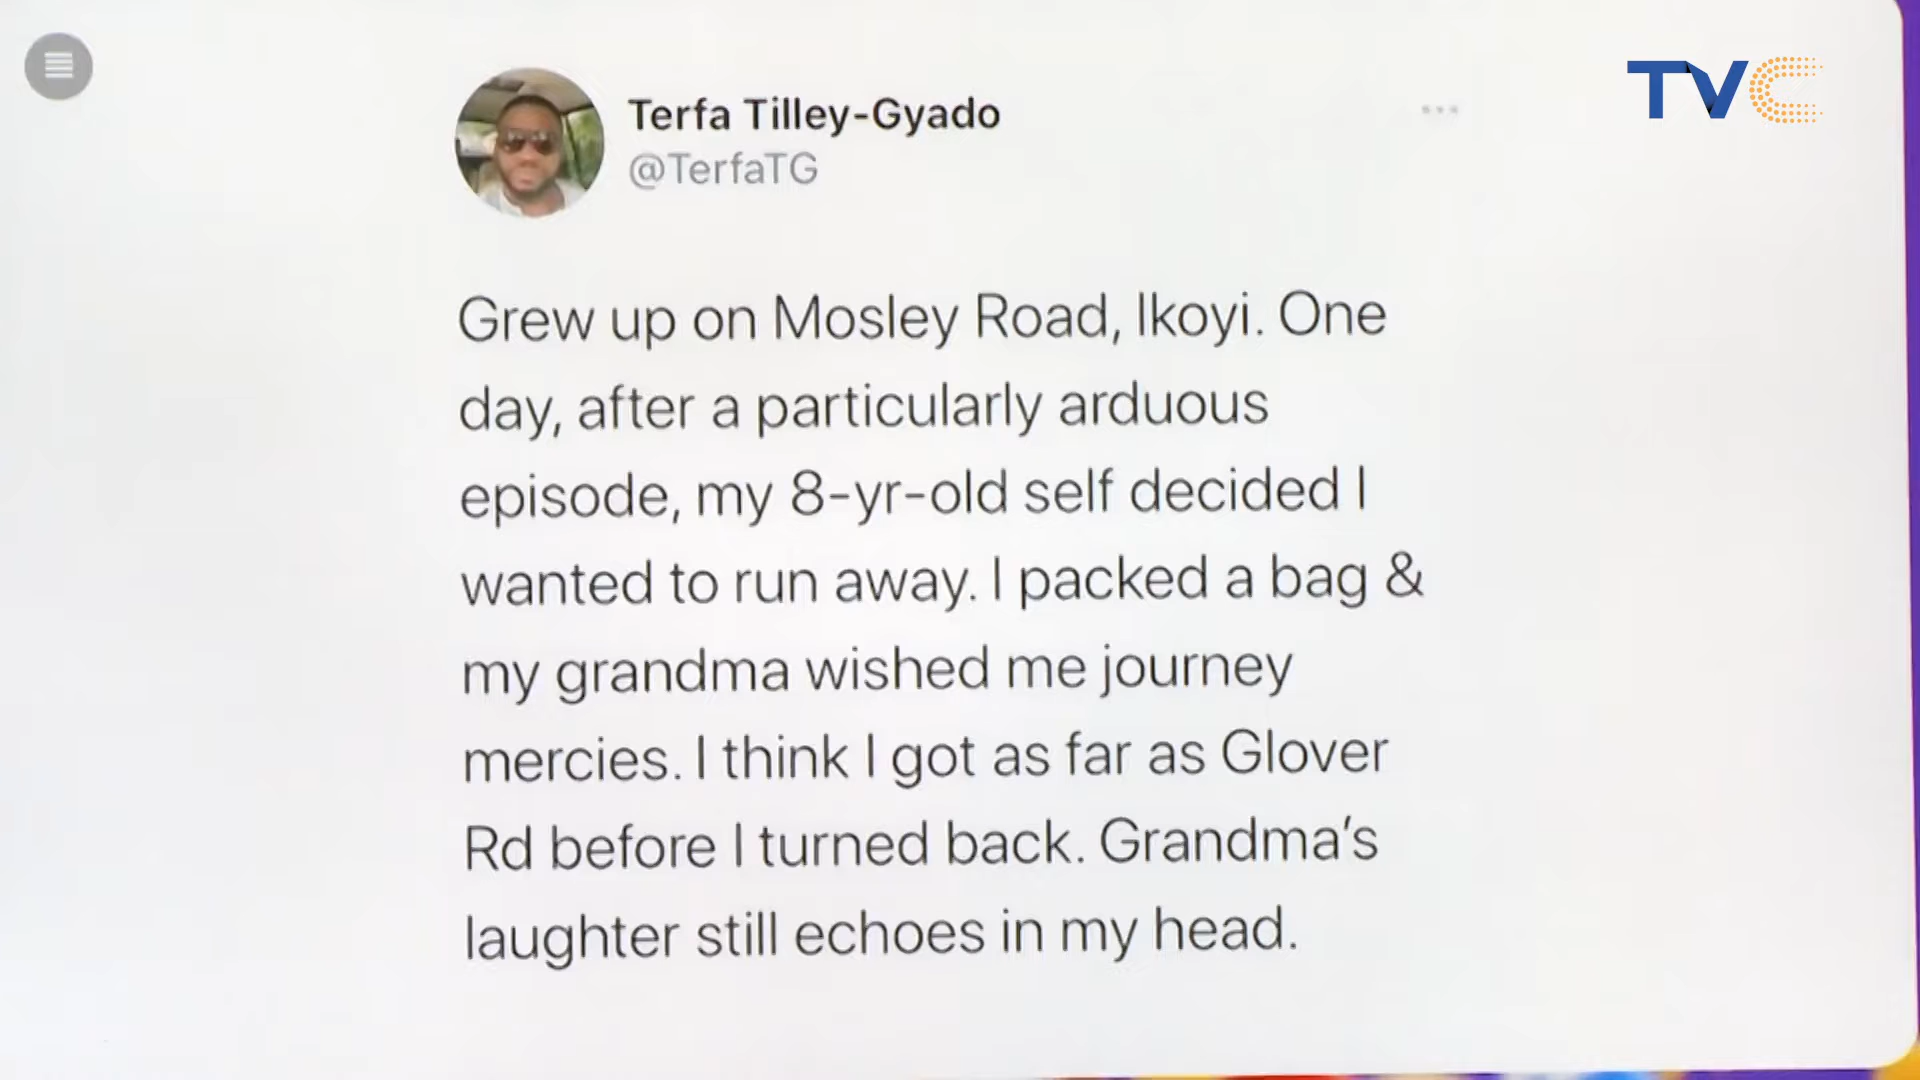 TVC
Terfa Tilley-Gyado
@TerfaTG
Grew up on Mosley Road, Ikoyi. One
day, after a particularly arduous
episode, my 8-yr-old self decided I
wanted to run away. I packed a bag &
my grandma wished me journey
mercies. I think I got as far as Glover
Rd before I turned back. Grandma's
laughter still echoes in my head.